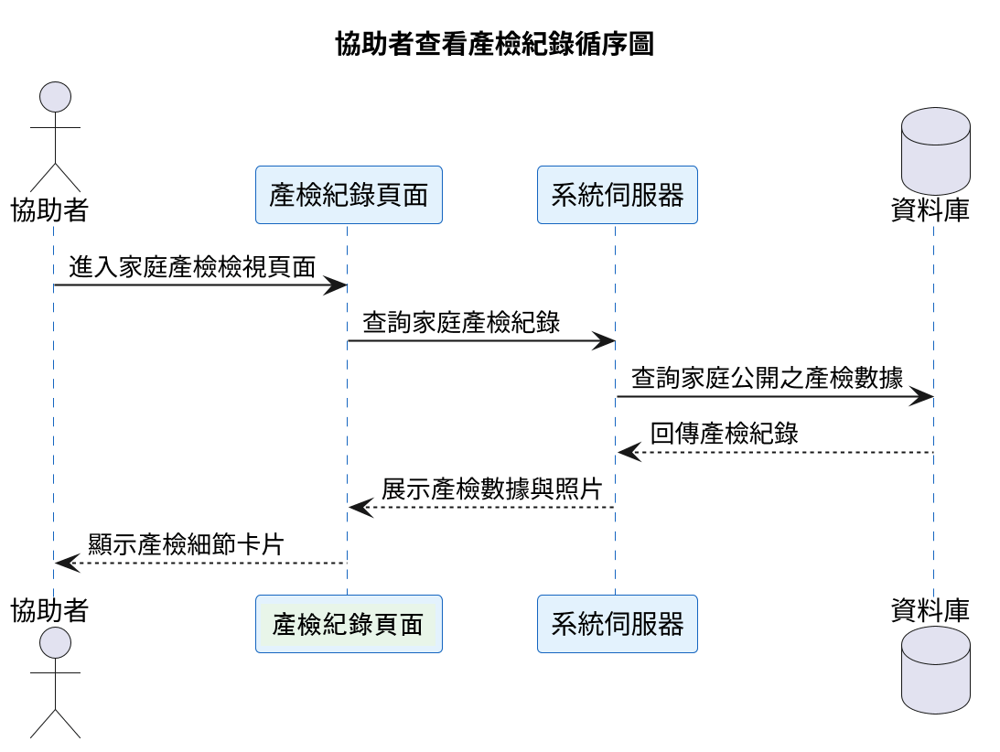 協助者查看產檢紀錄循序圖
協助者
產檢紀錄頁面
系統伺服器
資料庫
進入家庭產檢檢視頁面
查詢家庭產檢紀錄
查詢家庭公開之產檢數據
回傳產檢紀錄
展示產檢數據與照片
顯示產檢細節卡片
協助者
產檢紀錄頁面
系統伺服器
資料庫